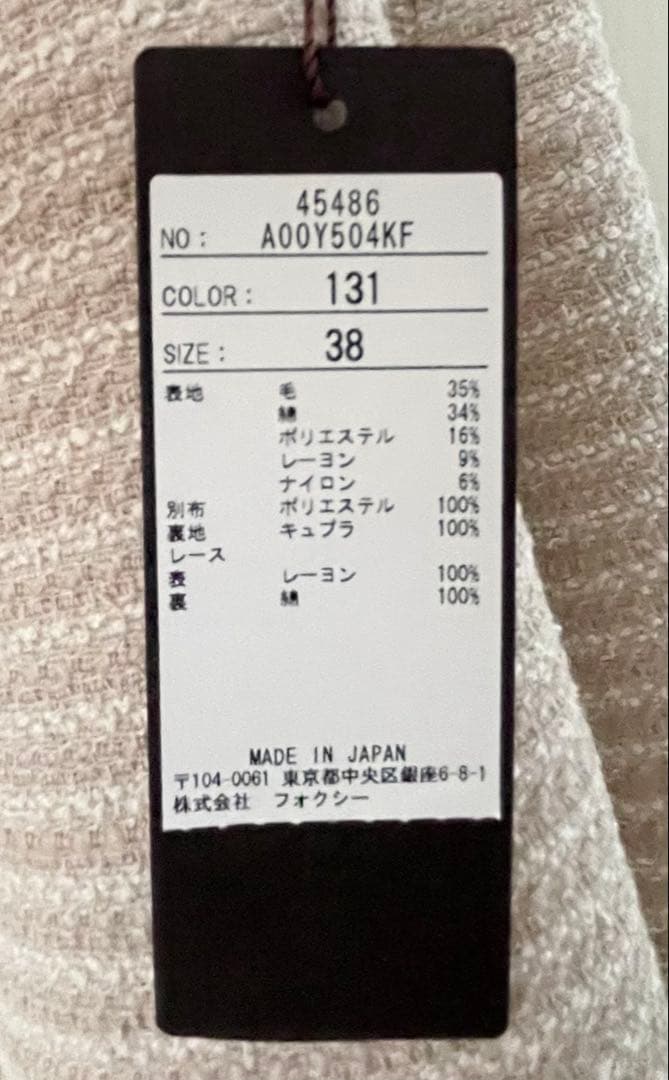 45486
NO： A00Y504KF
COLOR： 131
SIZE： 38
表地 毛 35%
綿 34%
ポリエステル 16%
レーヨン 9%
ナイロン 6%
別布 ポリエステル 100%
裏地 キュプラ 100%
レース
表 レーヨン 100%
裏 綿 100%
MADE IN JAPAN
〒104-0061 東京都中央区銀座6-8-1
株式会社 フォクシー